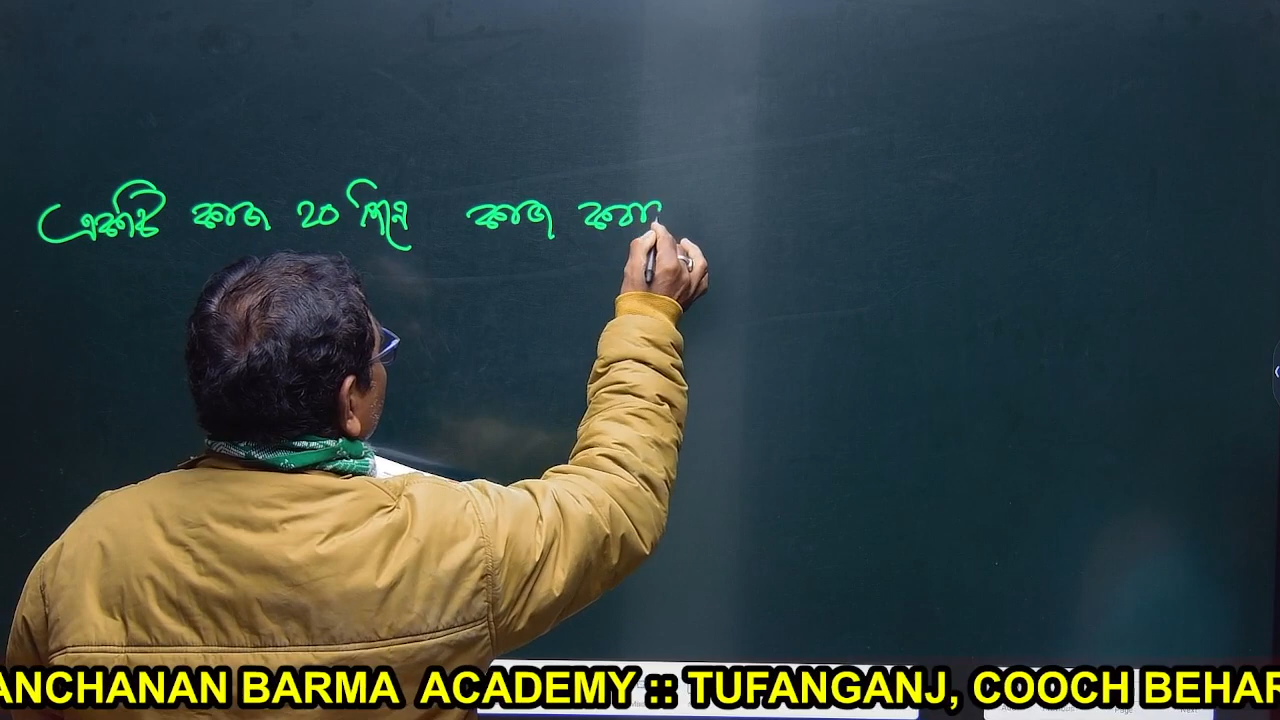 একটি কাজ ২০ দিনে কাজ করার
ANCHANAN BARMA ACADEMY :: TUFANGANJ, COOCH BEHAR